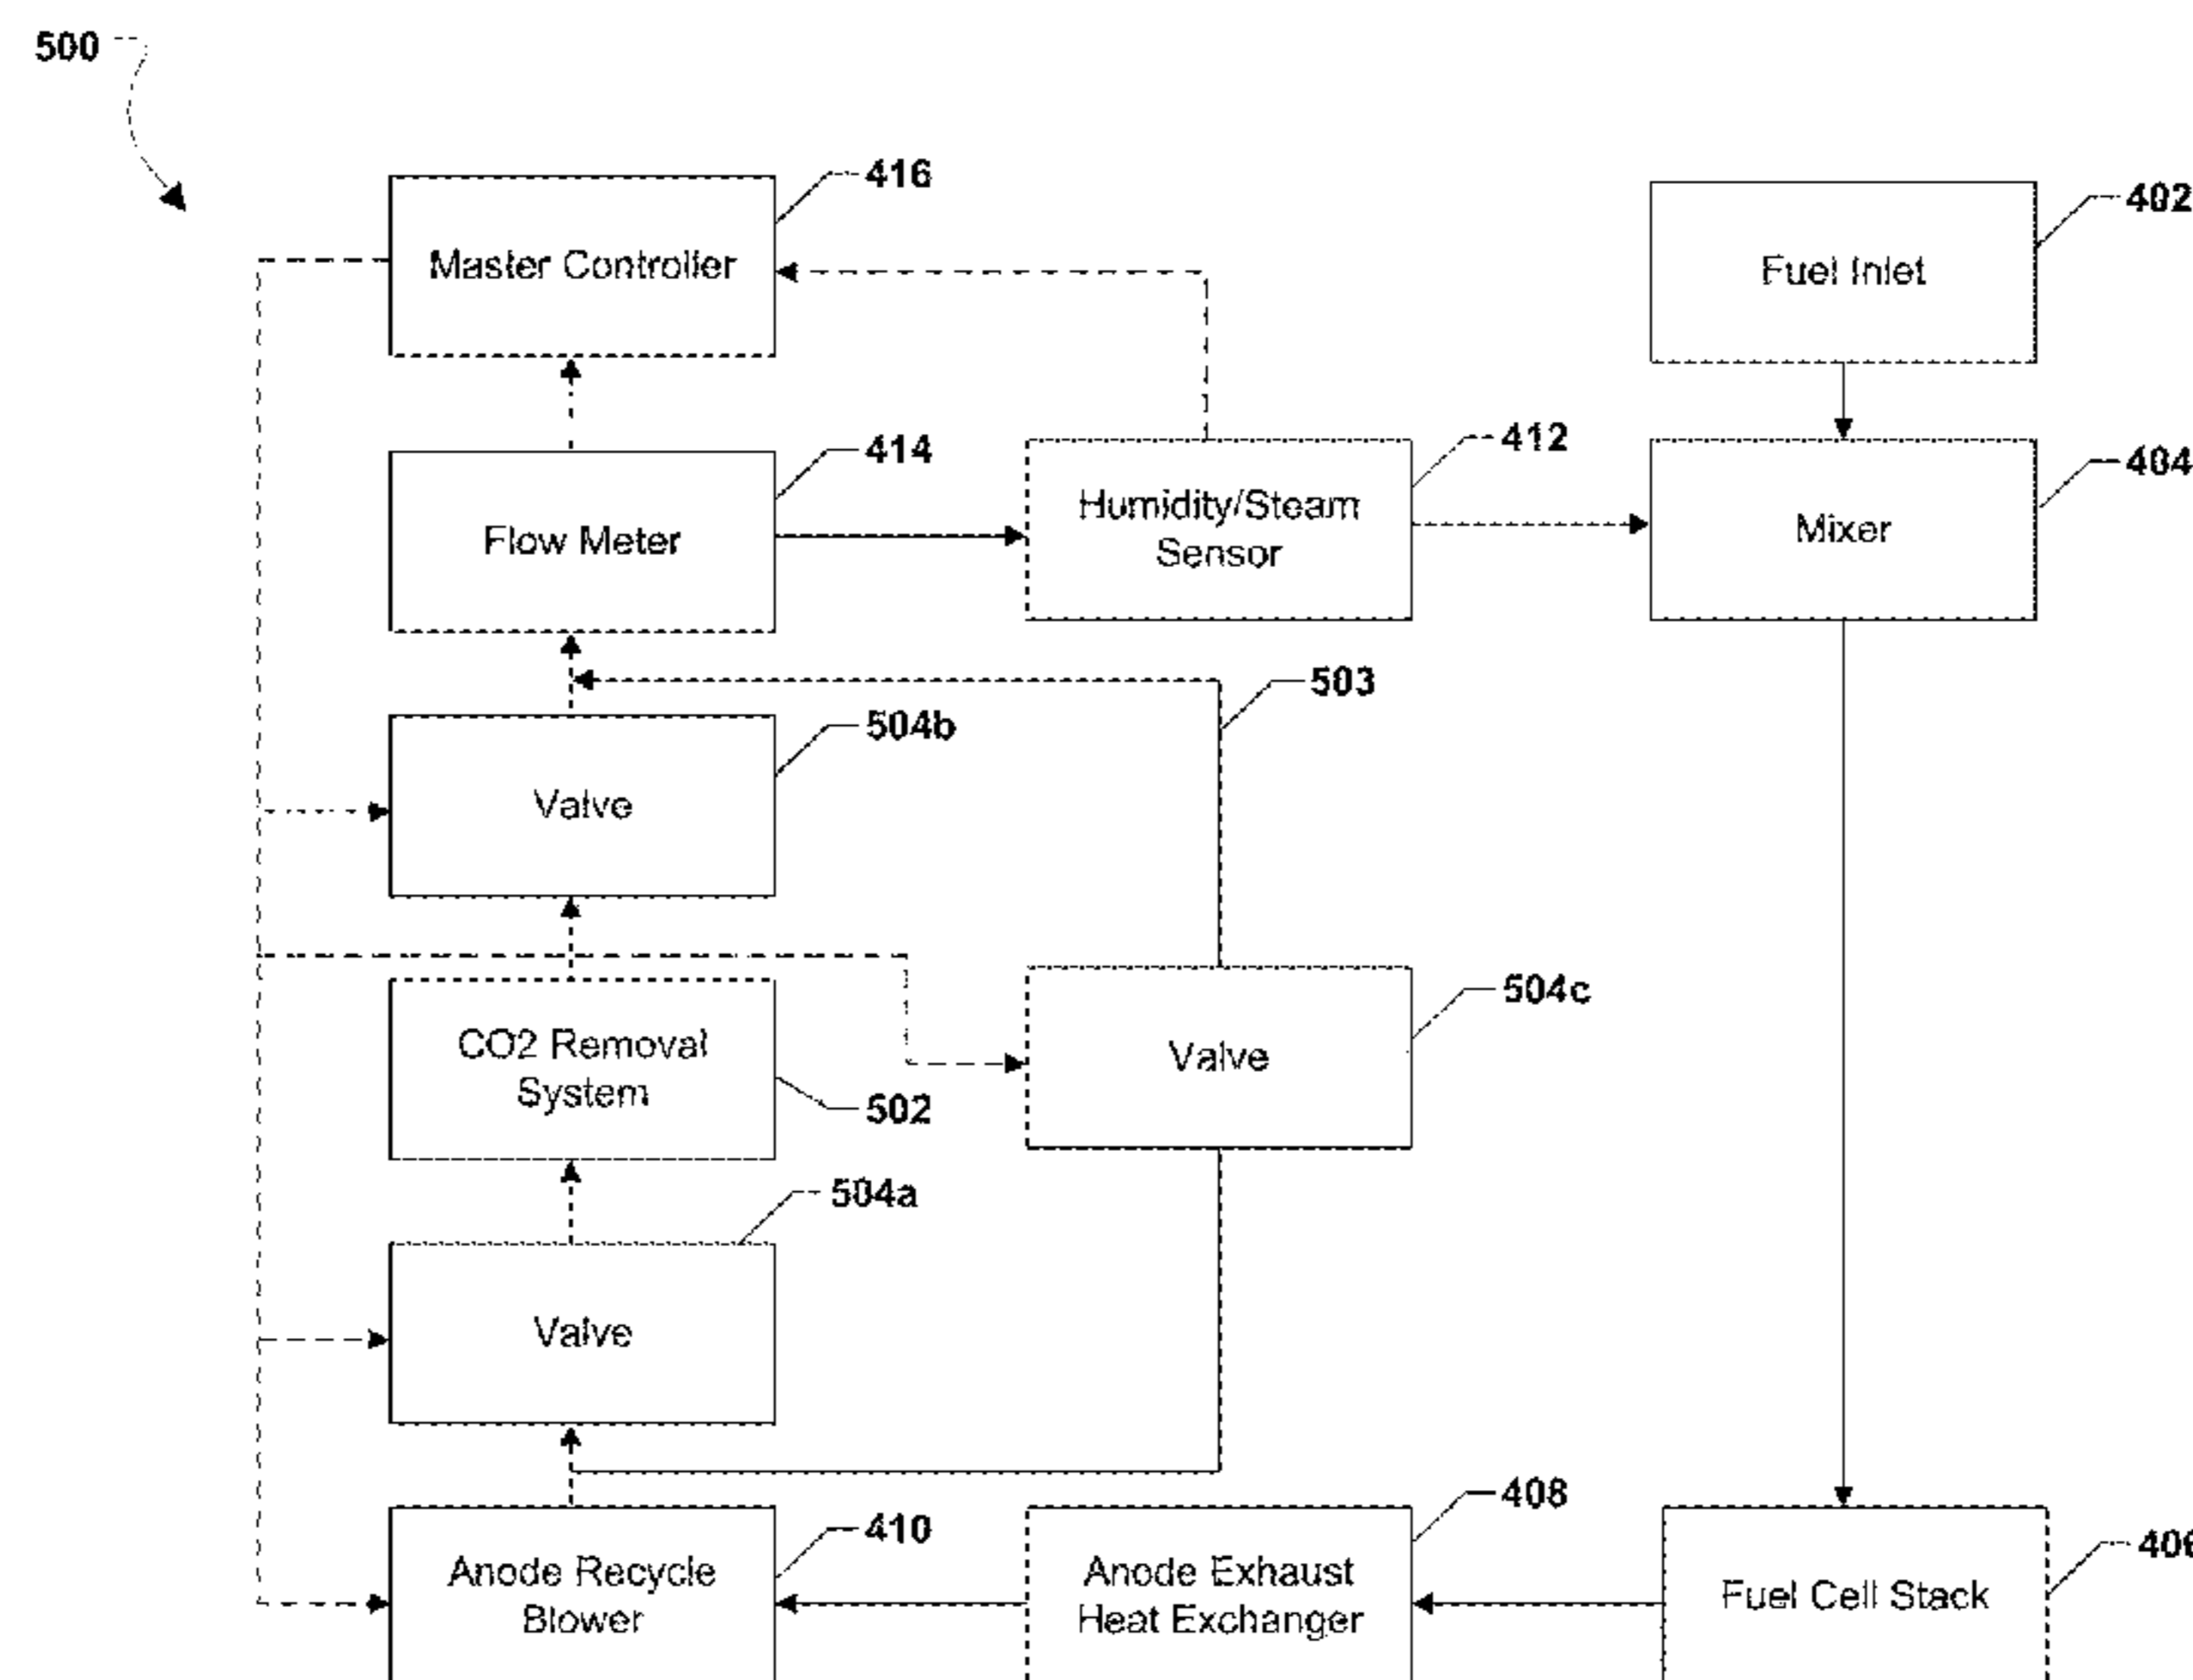 500
416
Master Controller
402
Fuel Inlet
414
Flow Meter
412
Humidity/Steam
Sensor
404
Mixer
503
504b
Valve
504c
Valve
CO2 Removal
System
502
504a
Valve
410
Anode Recycle
Blower
408
Anode Exhaust
Heat Exchanger
406
Fuel Cell Stack